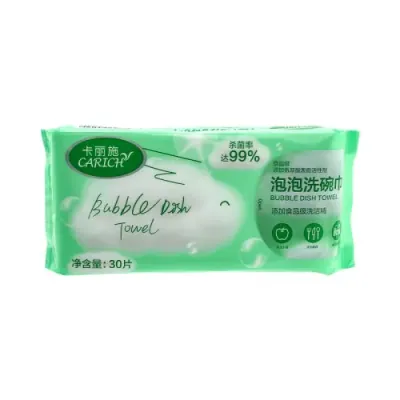 卡丽施
CARICH
杀菌率
达99%
Bubble Dish
Towel
净含量：30片
泡泡洗碗巾
BUBBLE DISH TOWEL
添加食品级洗洁精